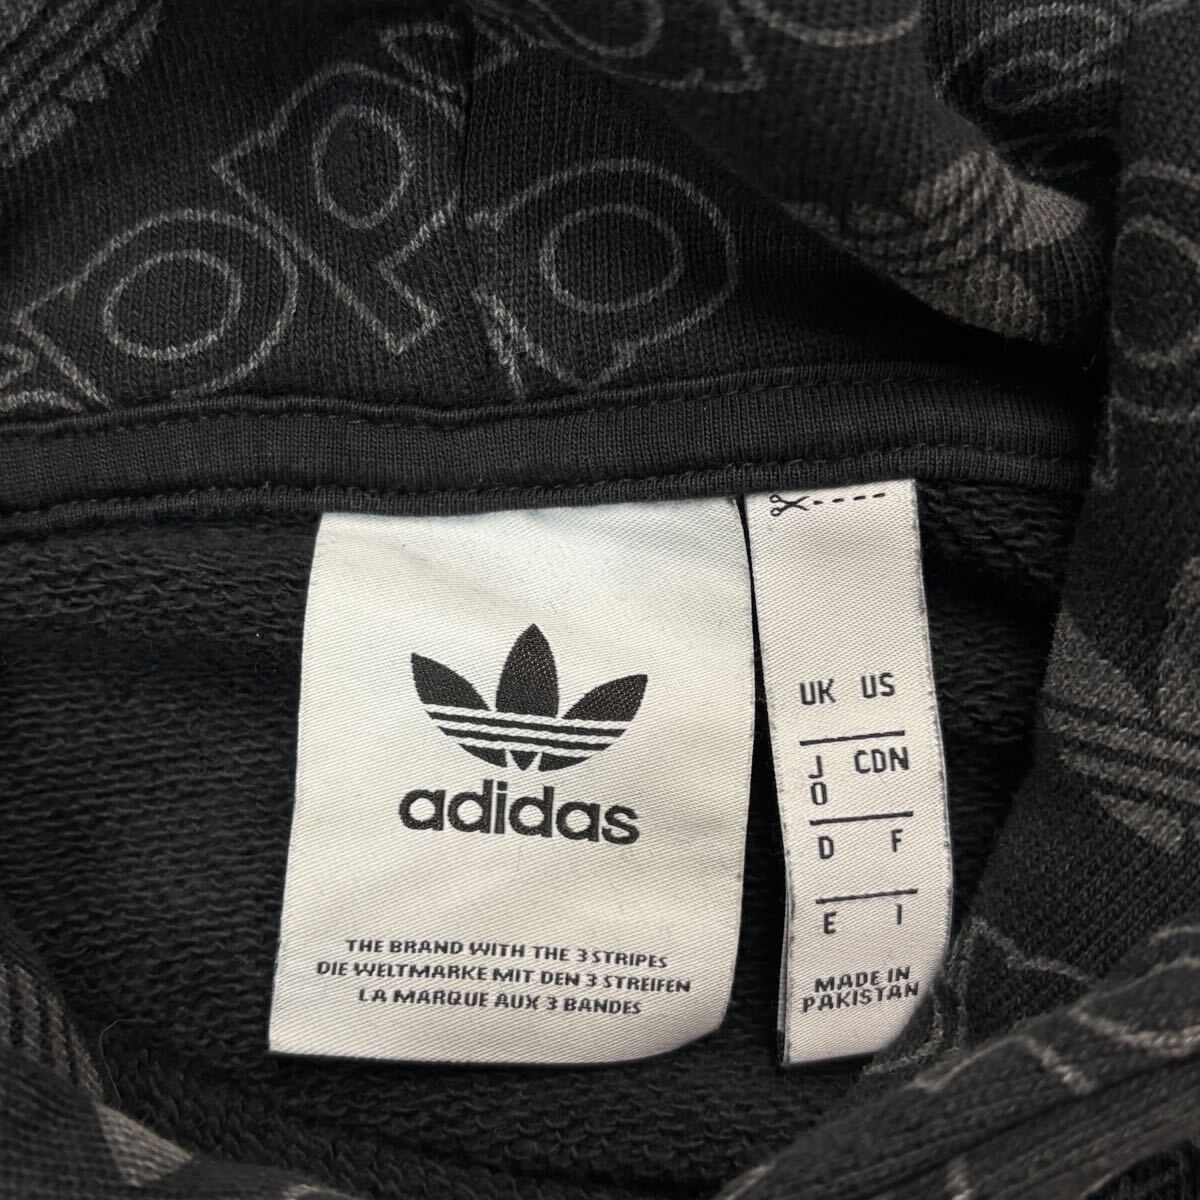 adidas
THE BRAND WITH THE 3 STRIPES
DIE WELTMARKE MIT DEN 3 STREIFEN
LA MARQUE AUX 3 BANDES
UK US
J/O CDN
D F
E I
MADE IN
PAKISTAN